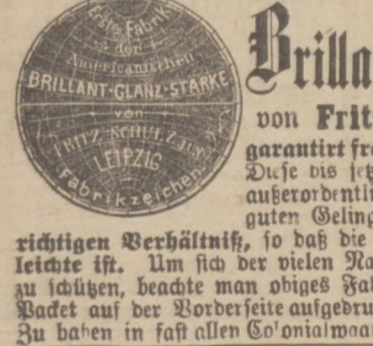 Erste Fabrik
der
Americanischen
BRILLANT-GLANZ-STÄRKE
von
FRITZ SCHULZ jun.
LEIPZIG
Fabrikzeichen
Brilla
von Frit
garantirt fre
Diese bis jet
außerordentli
guten Geling
richtigen Verhältniß, so daß die
leichte ist. Um sich der vielen Na
zu schützen, beachte man obiges Fa
Packet auf der Vorderseite aufgedru
Zu haben in fast allen Colonialwaa